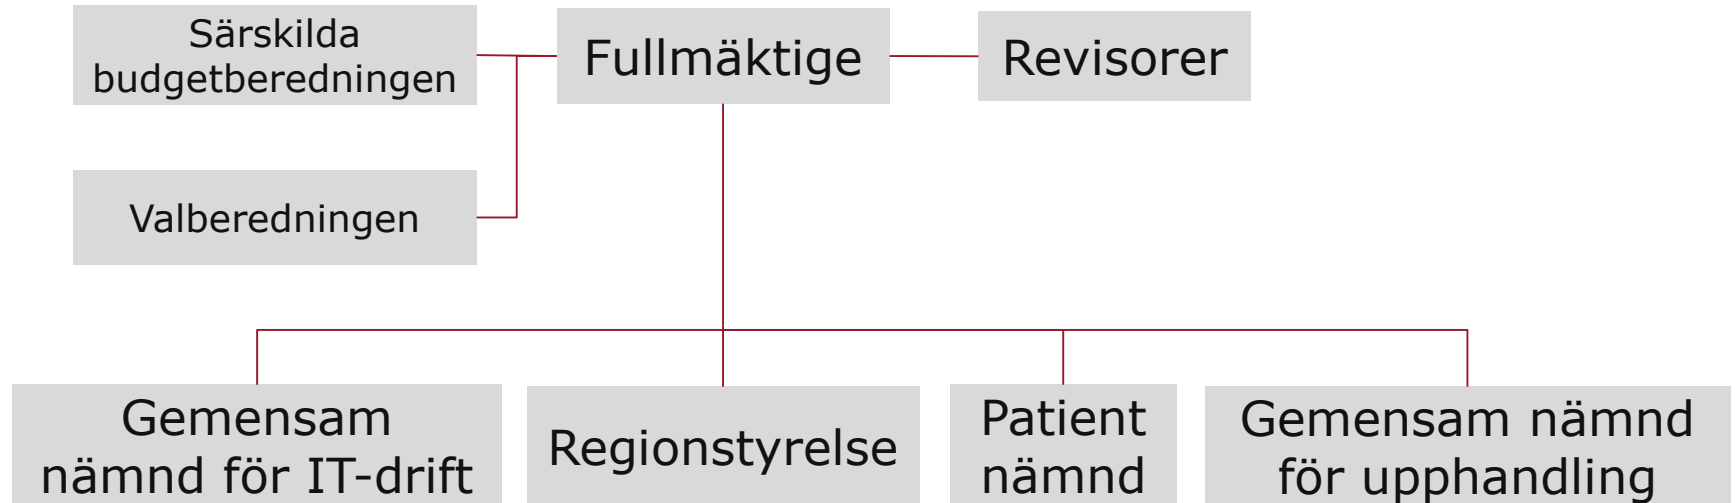 Särskilda
budgetberedningen
Fullmäktige
Revisorer
Valberedningen
Gemensam
nämnd för IT-drift
Regionstyrelse
Patient
nämnd
Gemensam nämnd
för upphandling